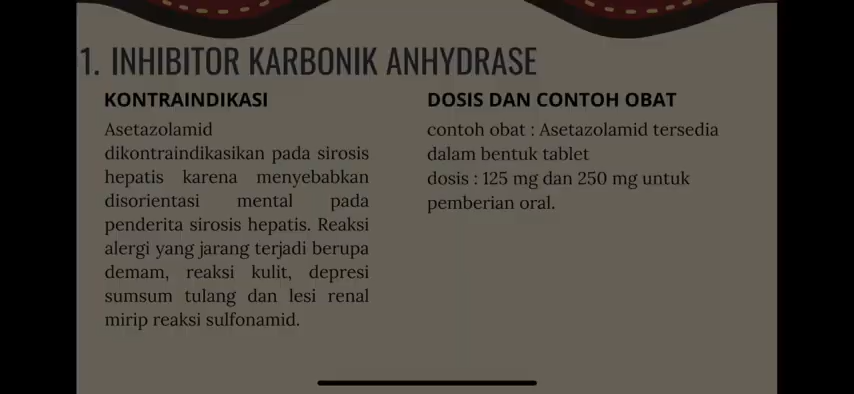 1. INHIBITOR KARBONIK ANHYDRASE
KONTRAINDIKASI
Asetazolamid
dikontraindikasikan pada sirosis
hepatis karena menyebabkan
disorientasi mental pada
penderita sirosis hepatis. Reaksi
alergi yang jarang terjadi berupa
demam, reaksi kulit, depresi
sumsum tulang dan lesi renal
mirip reaksi sulfonamid.
DOSIS DAN CONTOH OBAT
contoh obat : Asetazolamid tersedia
dalam bentuk tablet
dosis : 125 mg dan 250 mg untuk
pemberian oral.